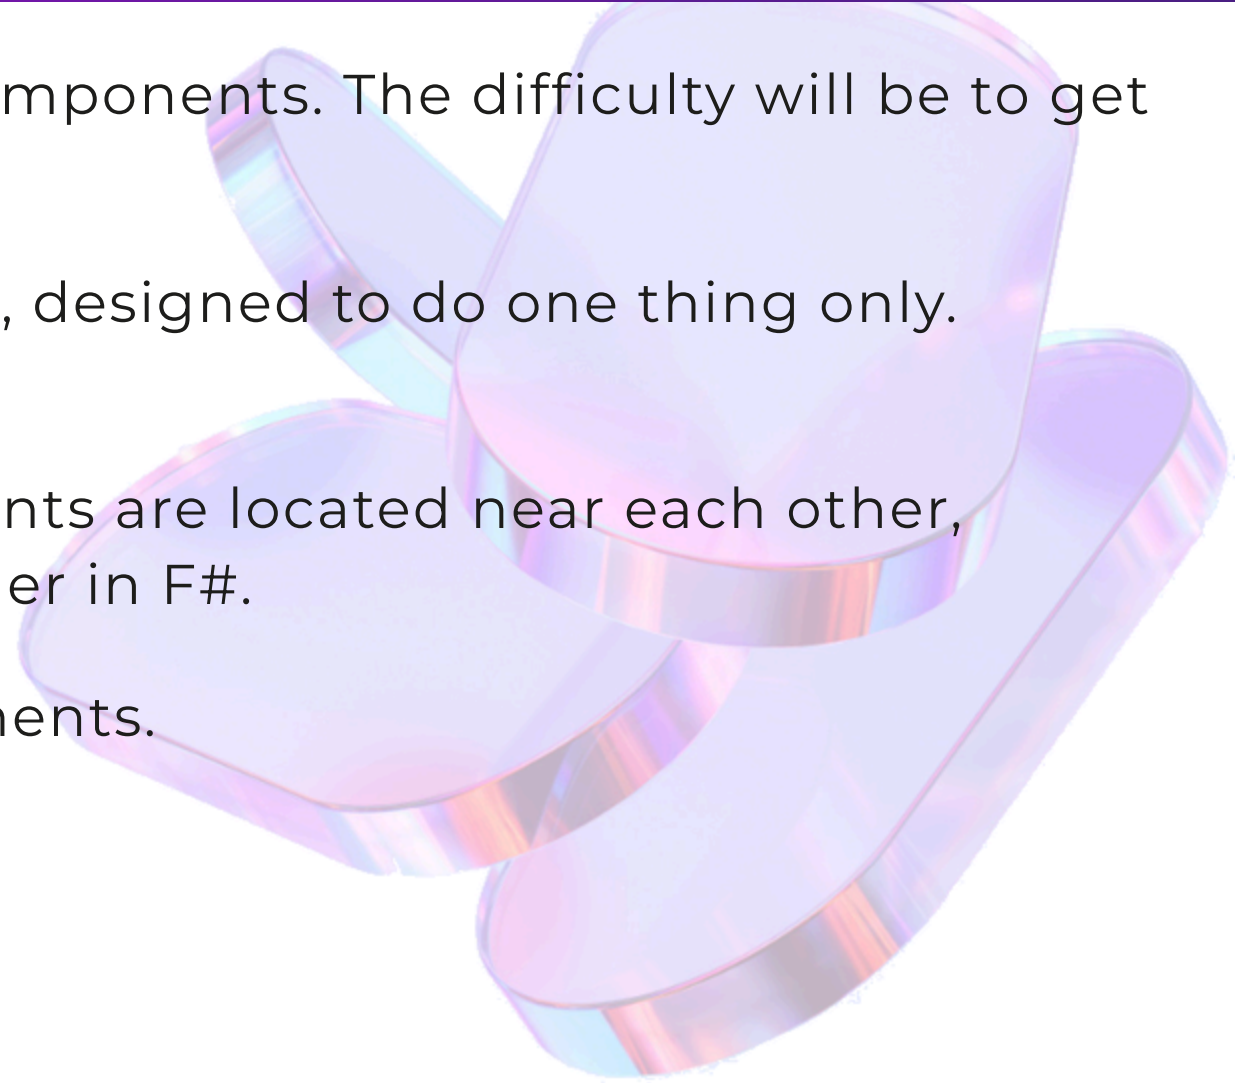 mponents. The difficulty will be to get
, designed to do one thing only.
nts are located near each other,
er in F#.
ents.